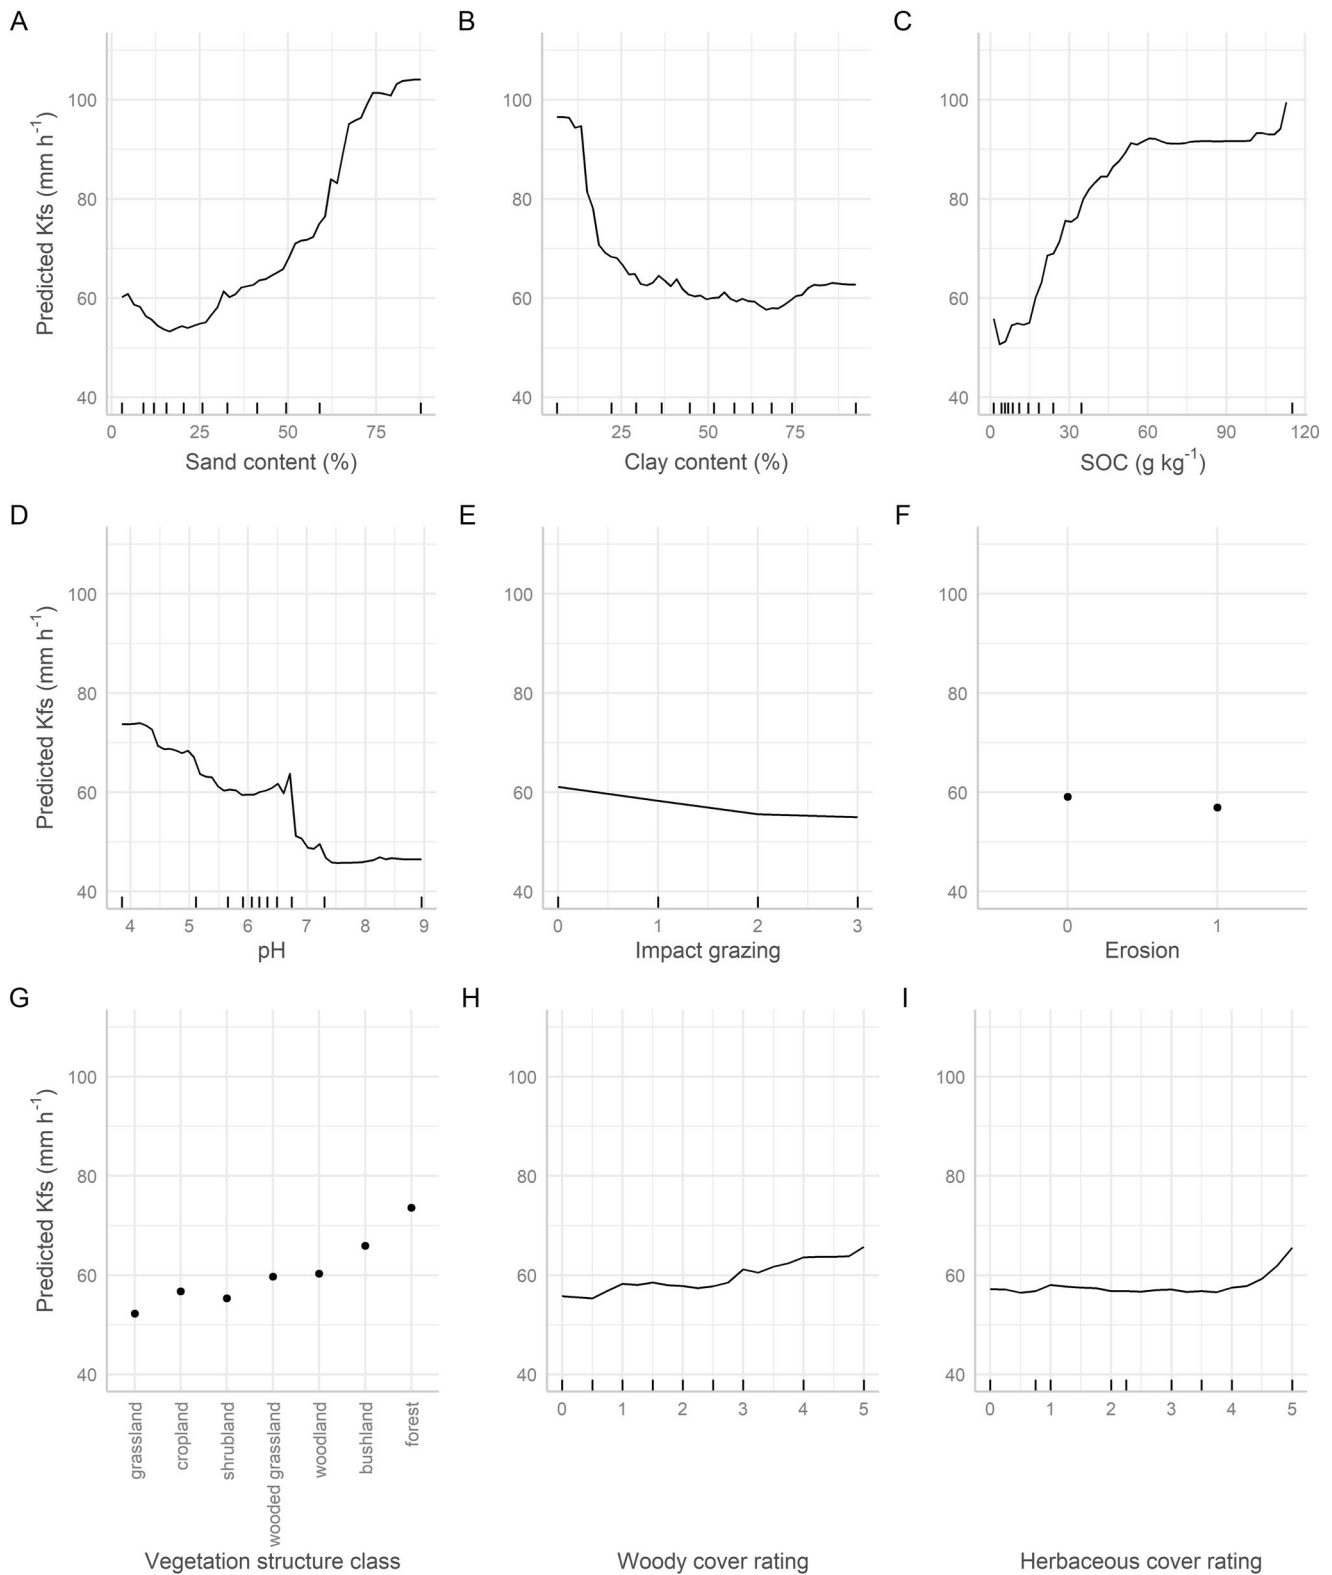 A
B
C
Predicted Kfs (mm h⁻¹)
100
80
60
40
0 25 50 75
Sand content (%)
100
80
60
40
25 50 75
Clay content (%)
100
80
60
40
0 30 60 90 120
SOC (g kg⁻¹)
D
E
F
Predicted Kfs (mm h⁻¹)
100
80
60
40
4 5 6 7 8 9
pH
100
80
60
40
0 1 2 3
Impact grazing
100
80
60
40
0 1
Erosion
G
H
I
Predicted Kfs (mm h⁻¹)
100
80
60
40
grassland
cropland
shrubland
wooded grassland
woodland
bushland
forest
Vegetation structure class
100
80
60
40
0 1 2 3 4 5
Woody cover rating
100
80
60
40
0 1 2 3 4 5
Herbaceous cover rating